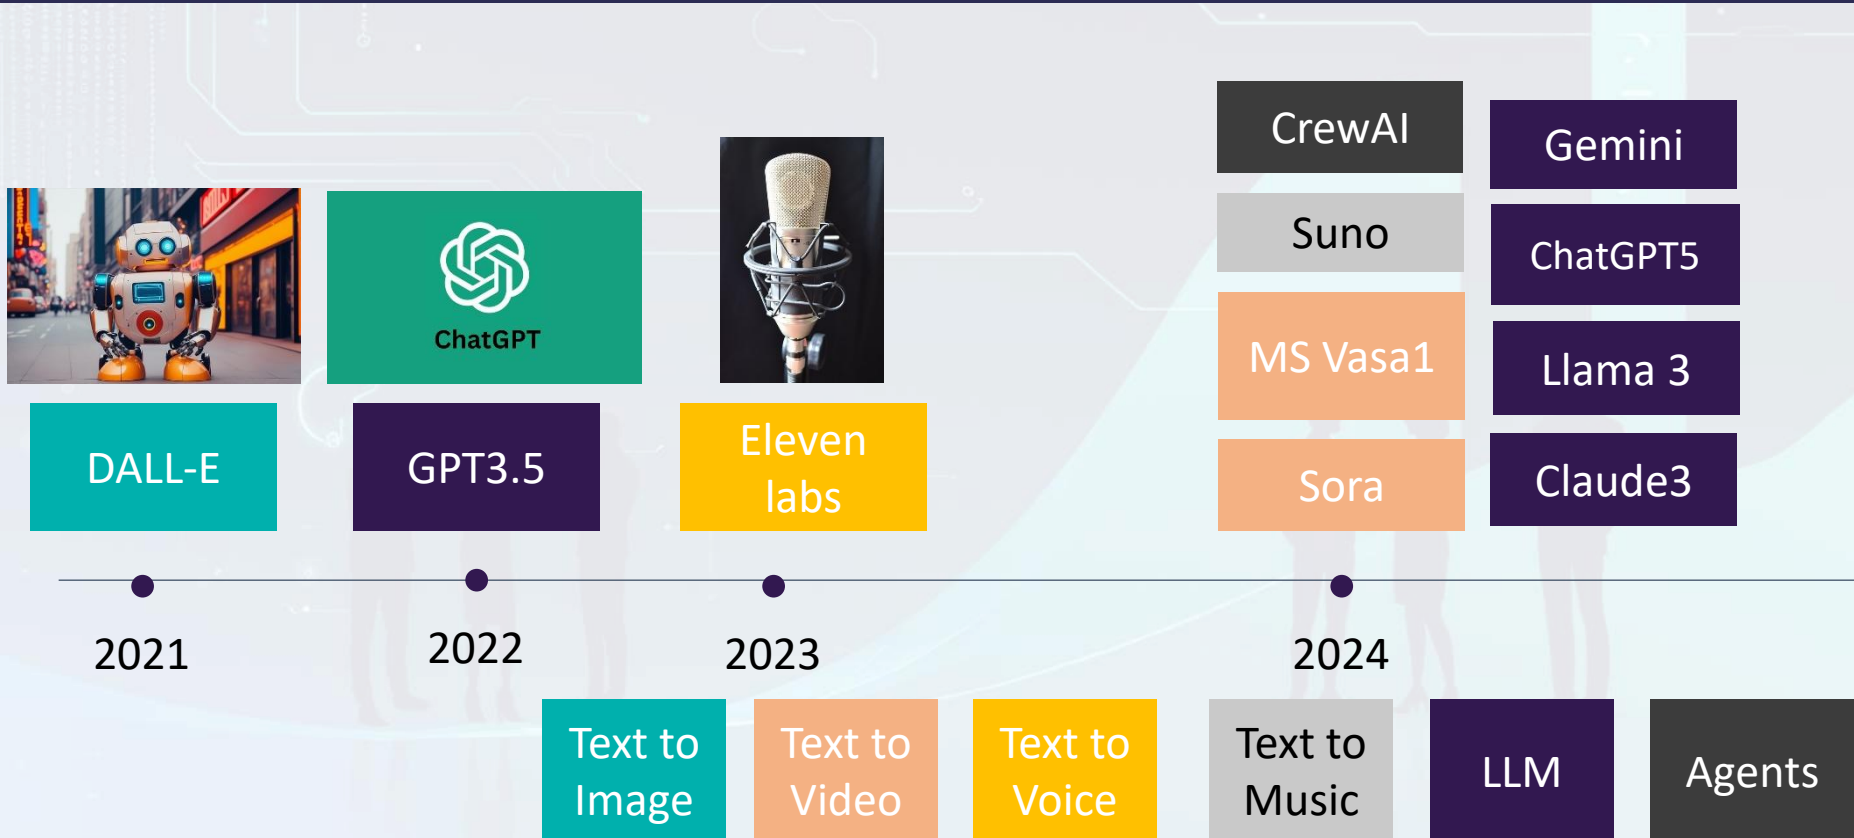 CrewAI
Gemini
Suno
ChatGPT5
ChatGPT
MS Vasa1
Llama 3
DALL-E
GPT3.5
Eleven
labs
Sora
Claude3
2021
2022
2023
2024
Text to
Image
Text to
Video
Text to
Voice
Text to
Music
LLM
Agents